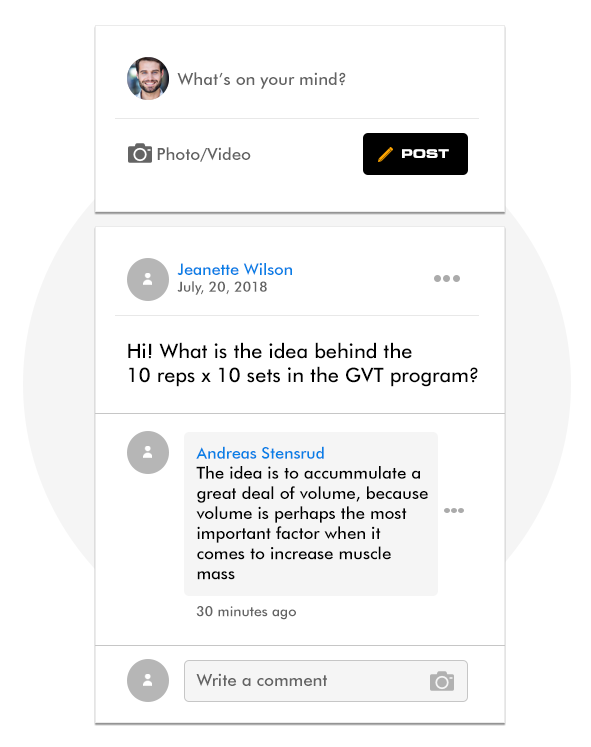 What's on your mind?
Photo/Video
POST
Jeanette Wilson
July, 20, 2018
Hi! What is the idea behind the
10 reps x 10 sets in the GVT program?
Andreas Stensrud
The idea is to accummulate a
great deal of volume, because
volume is perhaps the most
important factor when it
comes to increase muscle
mass
30 minutes ago
Write a comment